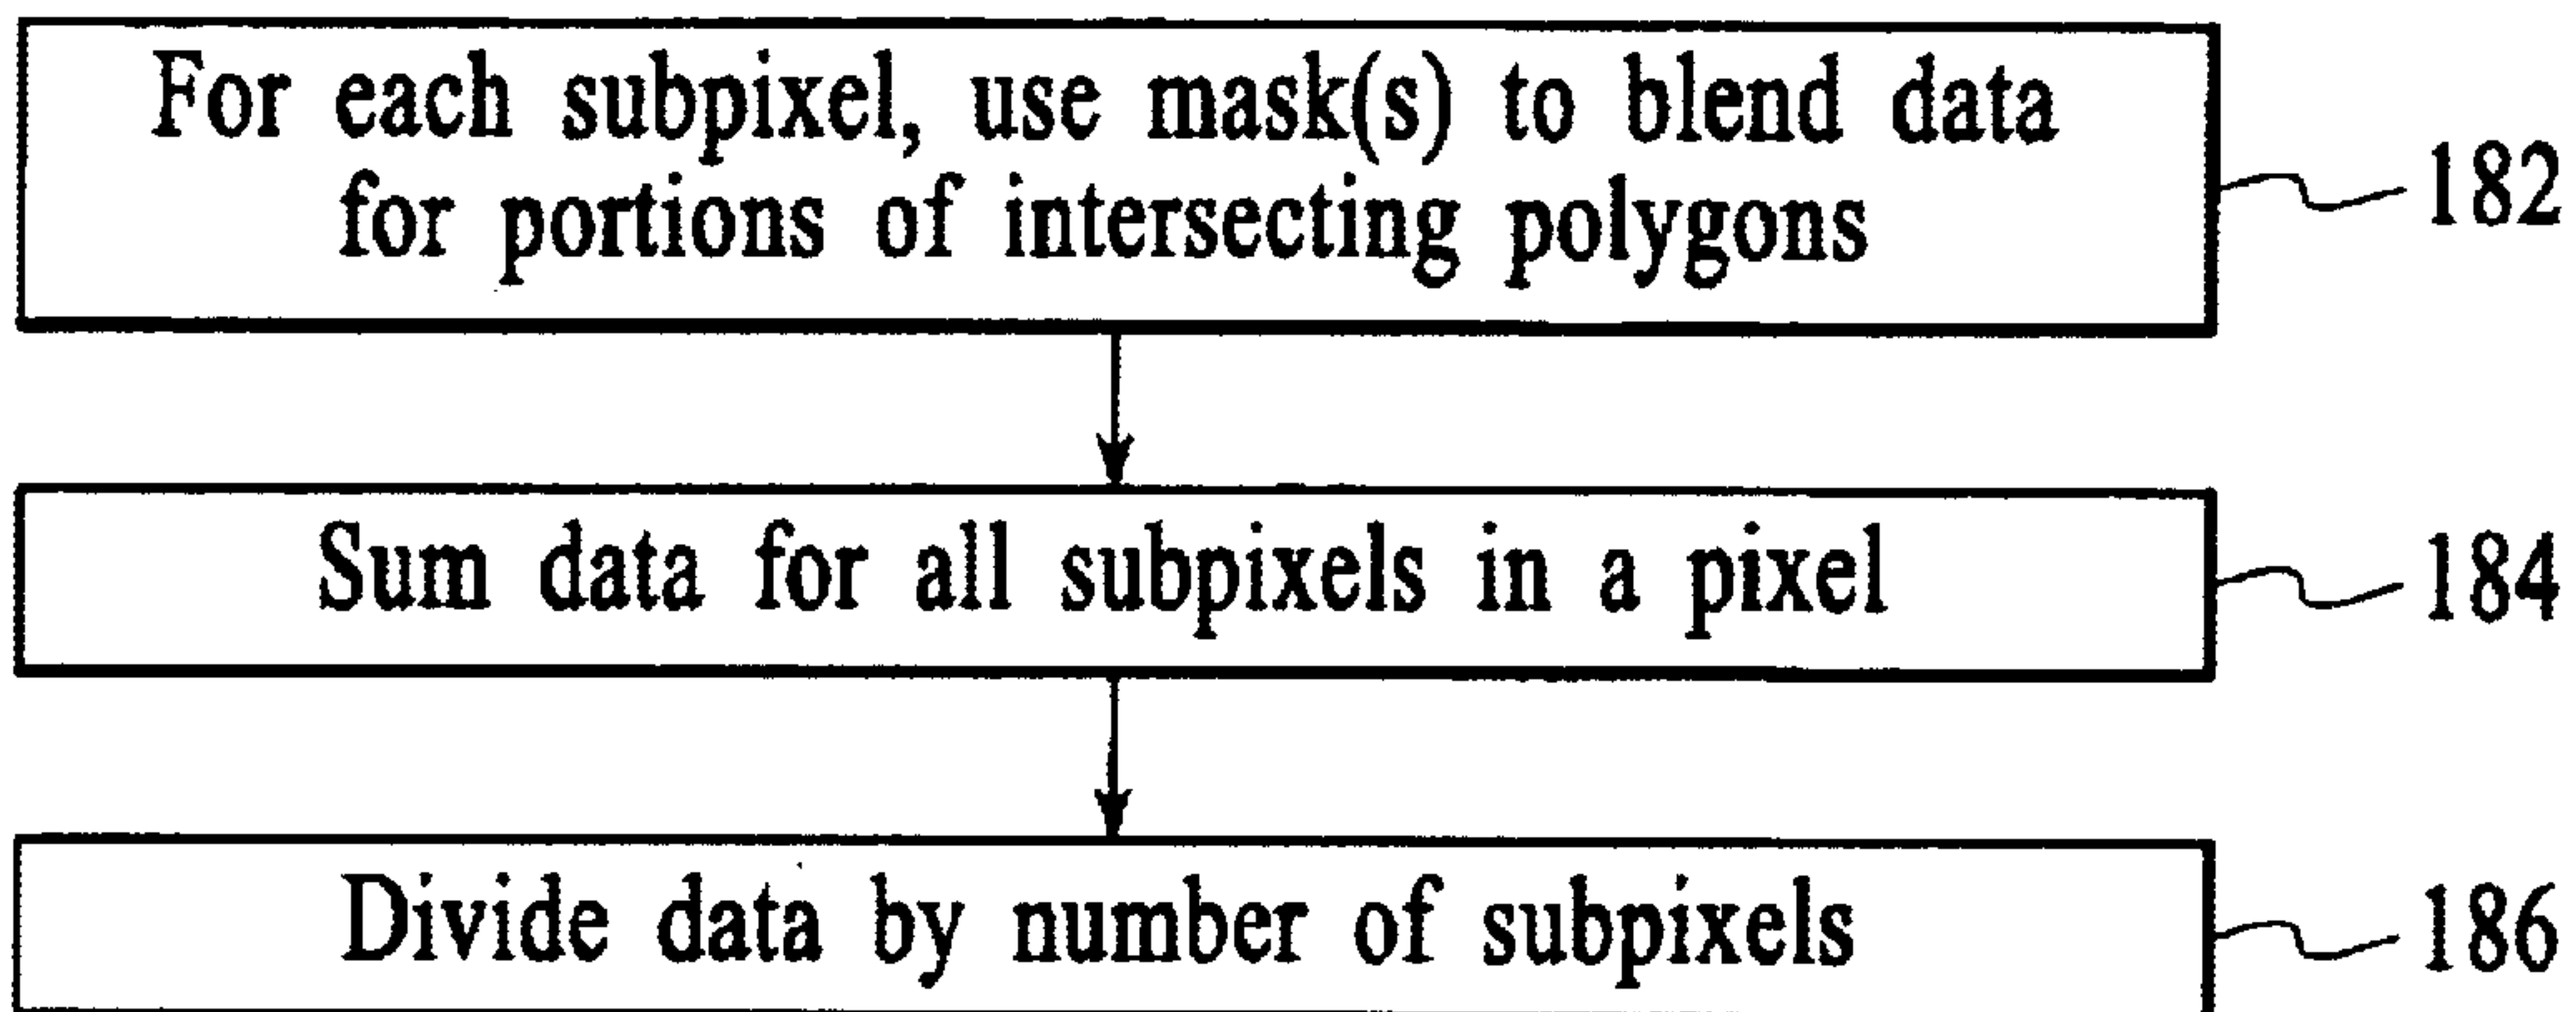 For each subpixel, use mask(s) to blend data
for portions of intersecting polygons
182
Sum data for all subpixels in a pixel
184
Divide data by number of subpixels
186